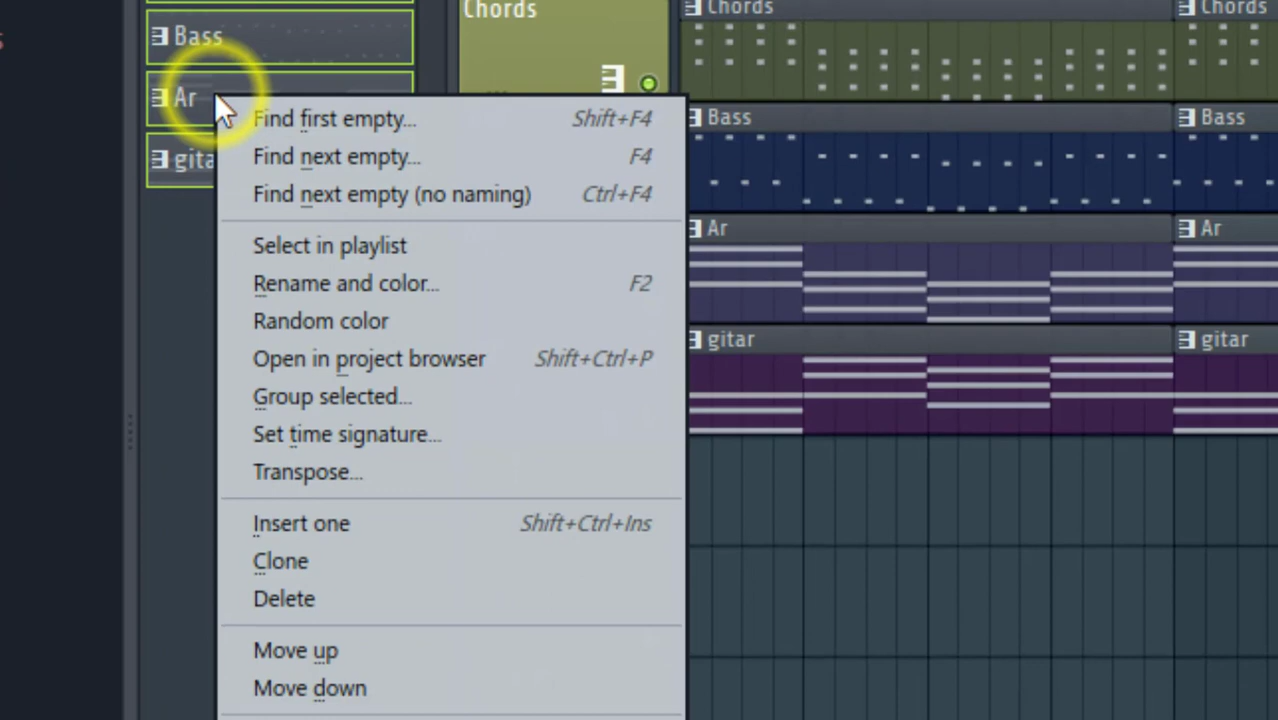 Chords
Chords
Chords
Bass
Ar
gita
Find first empty... Shift+F4
Find next empty... F4
Find next empty (no naming) Ctrl+F4
Select in playlist
Rename and color... F2
Random color
Open in project browser Shift+Ctrl+P
Group selected...
Set time signature...
Transpose...
Insert one Shift+Ctrl+Ins
Clone
Delete
Move up
Move down
Bass
Bass
Ar
Ar
gitar
gitar